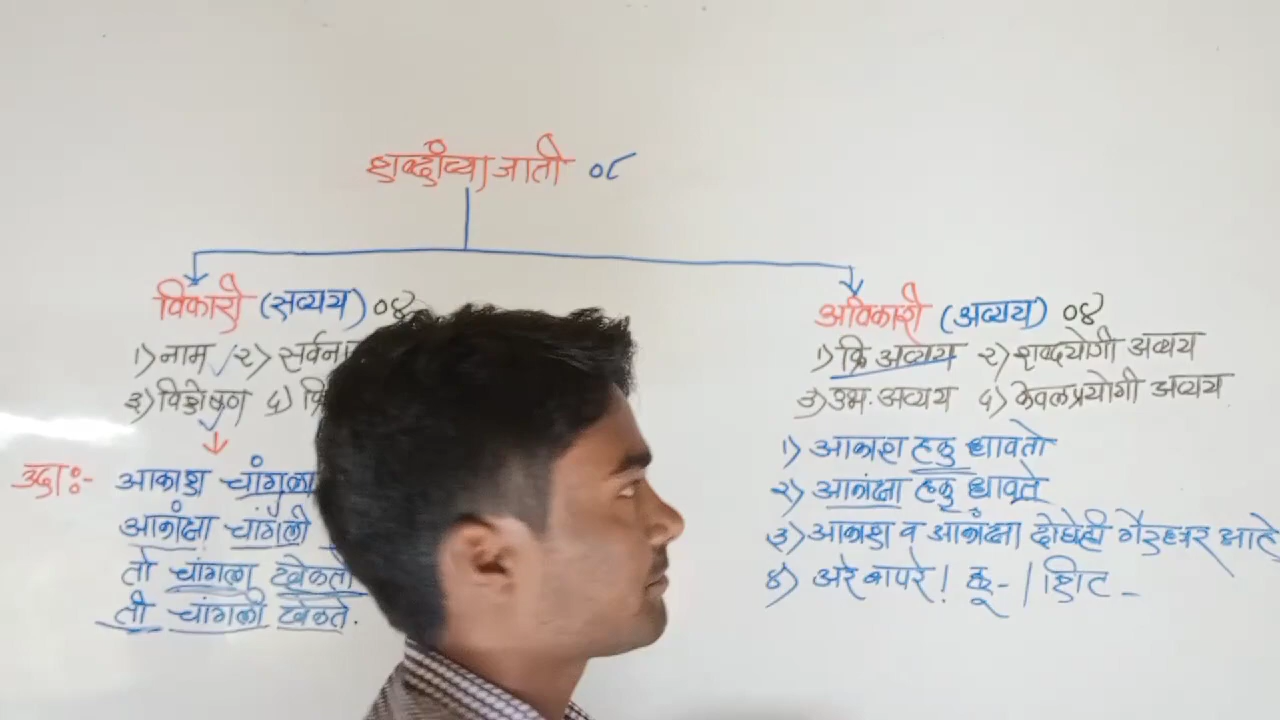 शब्दांच्या जाती ०८
विकारी (सव्यय) ०४
१) नाम २) सर्वना
३) विशेषण ४) क्रि
उदा:- आकाश चांगला
आकांक्षा चांगली
तो चांगला खेळतो
ती चांगली खेळते.
अविकारी (अव्यय) ०४
१) क्रि अव्यय २) शब्दयोगी अव्यय
३) उभ. अव्यय ४) केवलप्रयोगी अव्यय
१) आकाश हळु धावतो
२) आकांक्षा हळु धावते
३) आकाश व आकांक्षा दोघेही गैरहजर आहे
४) अरे बापरे! हू - / शिट -